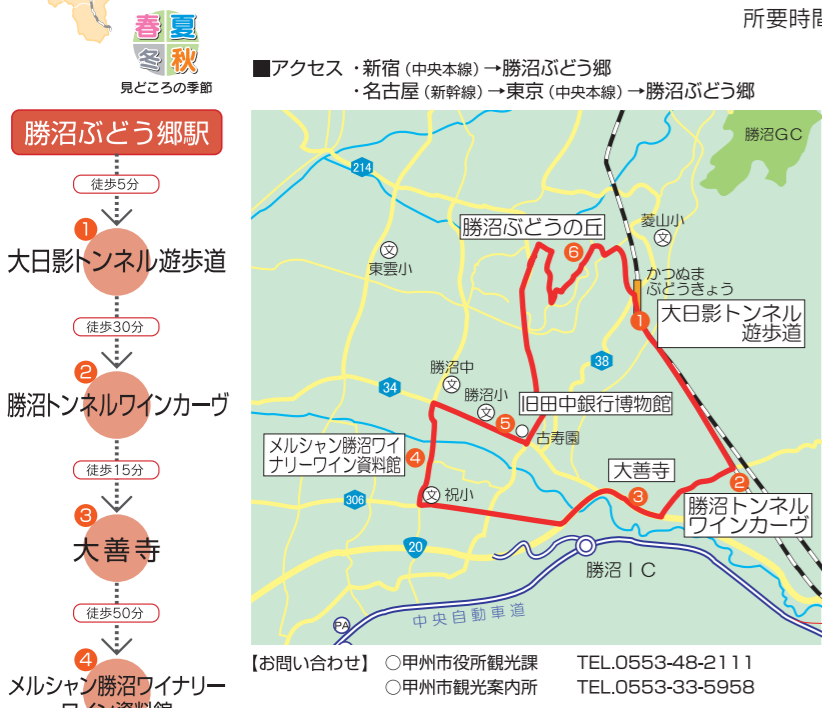 所要時間
春夏
冬秋
見どころの季節
■アクセス ・新宿(中央本線)→勝沼ぶどう郷
・名古屋(新幹線)→東京(中央本線)→勝沼ぶどう郷
勝沼ぶどう郷駅
徒歩5分
1
大日影トンネル遊歩道
徒歩30分
2
勝沼トンネルワインカーヴ
徒歩15分
3
大善寺
徒歩50分
4
メルシャン勝沼ワイナリー
ワイン資料館
勝沼GC
214
勝沼ぶどうの丘
6
菱山小
文
文
東雲小
かつぬま
ぶどうきょう
1
大日影トンネル
遊歩道
38
勝沼中
文
34
勝沼小
文
5
旧田中銀行博物館
古寿園
メルシャン勝沼ワイ
ナリーワイン資料館
4
大善寺
3
2
306
文 祝小
勝沼トンネル
ワインカーヴ
20
勝沼IC
中央自動車道
PA
【お問い合わせ】 ○甲州市役所観光課 TEL.0553-48-2111
○甲州市観光案内所 TEL.0553-33-5958